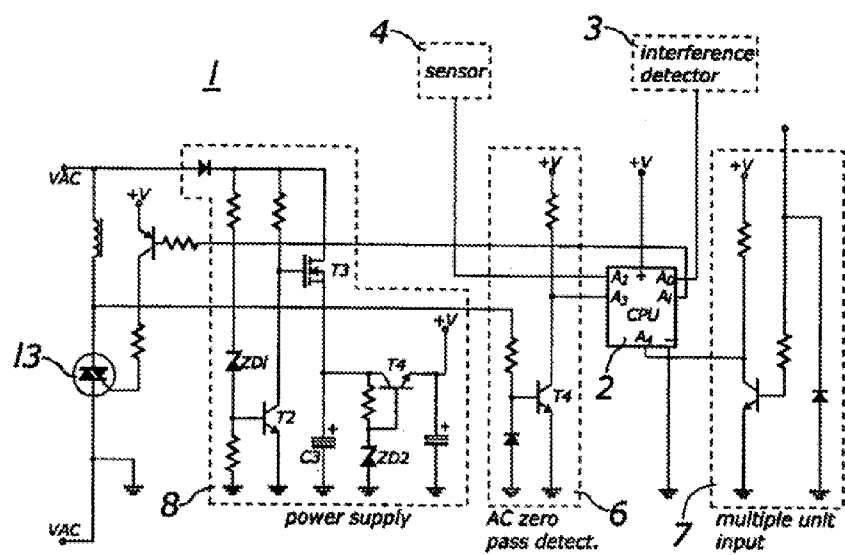 4
sensor
3
interference
detector
1
VAC
+V
+V
+V
+V
T3
13
ZD1
T2
T4
+V
C3
+
ZD2
+
8
power supply
T4
A2
+
A0
A3
A1
CPU
A4
−
2
6
AC zero
pass detect.
7
multiple unit
input
VAC